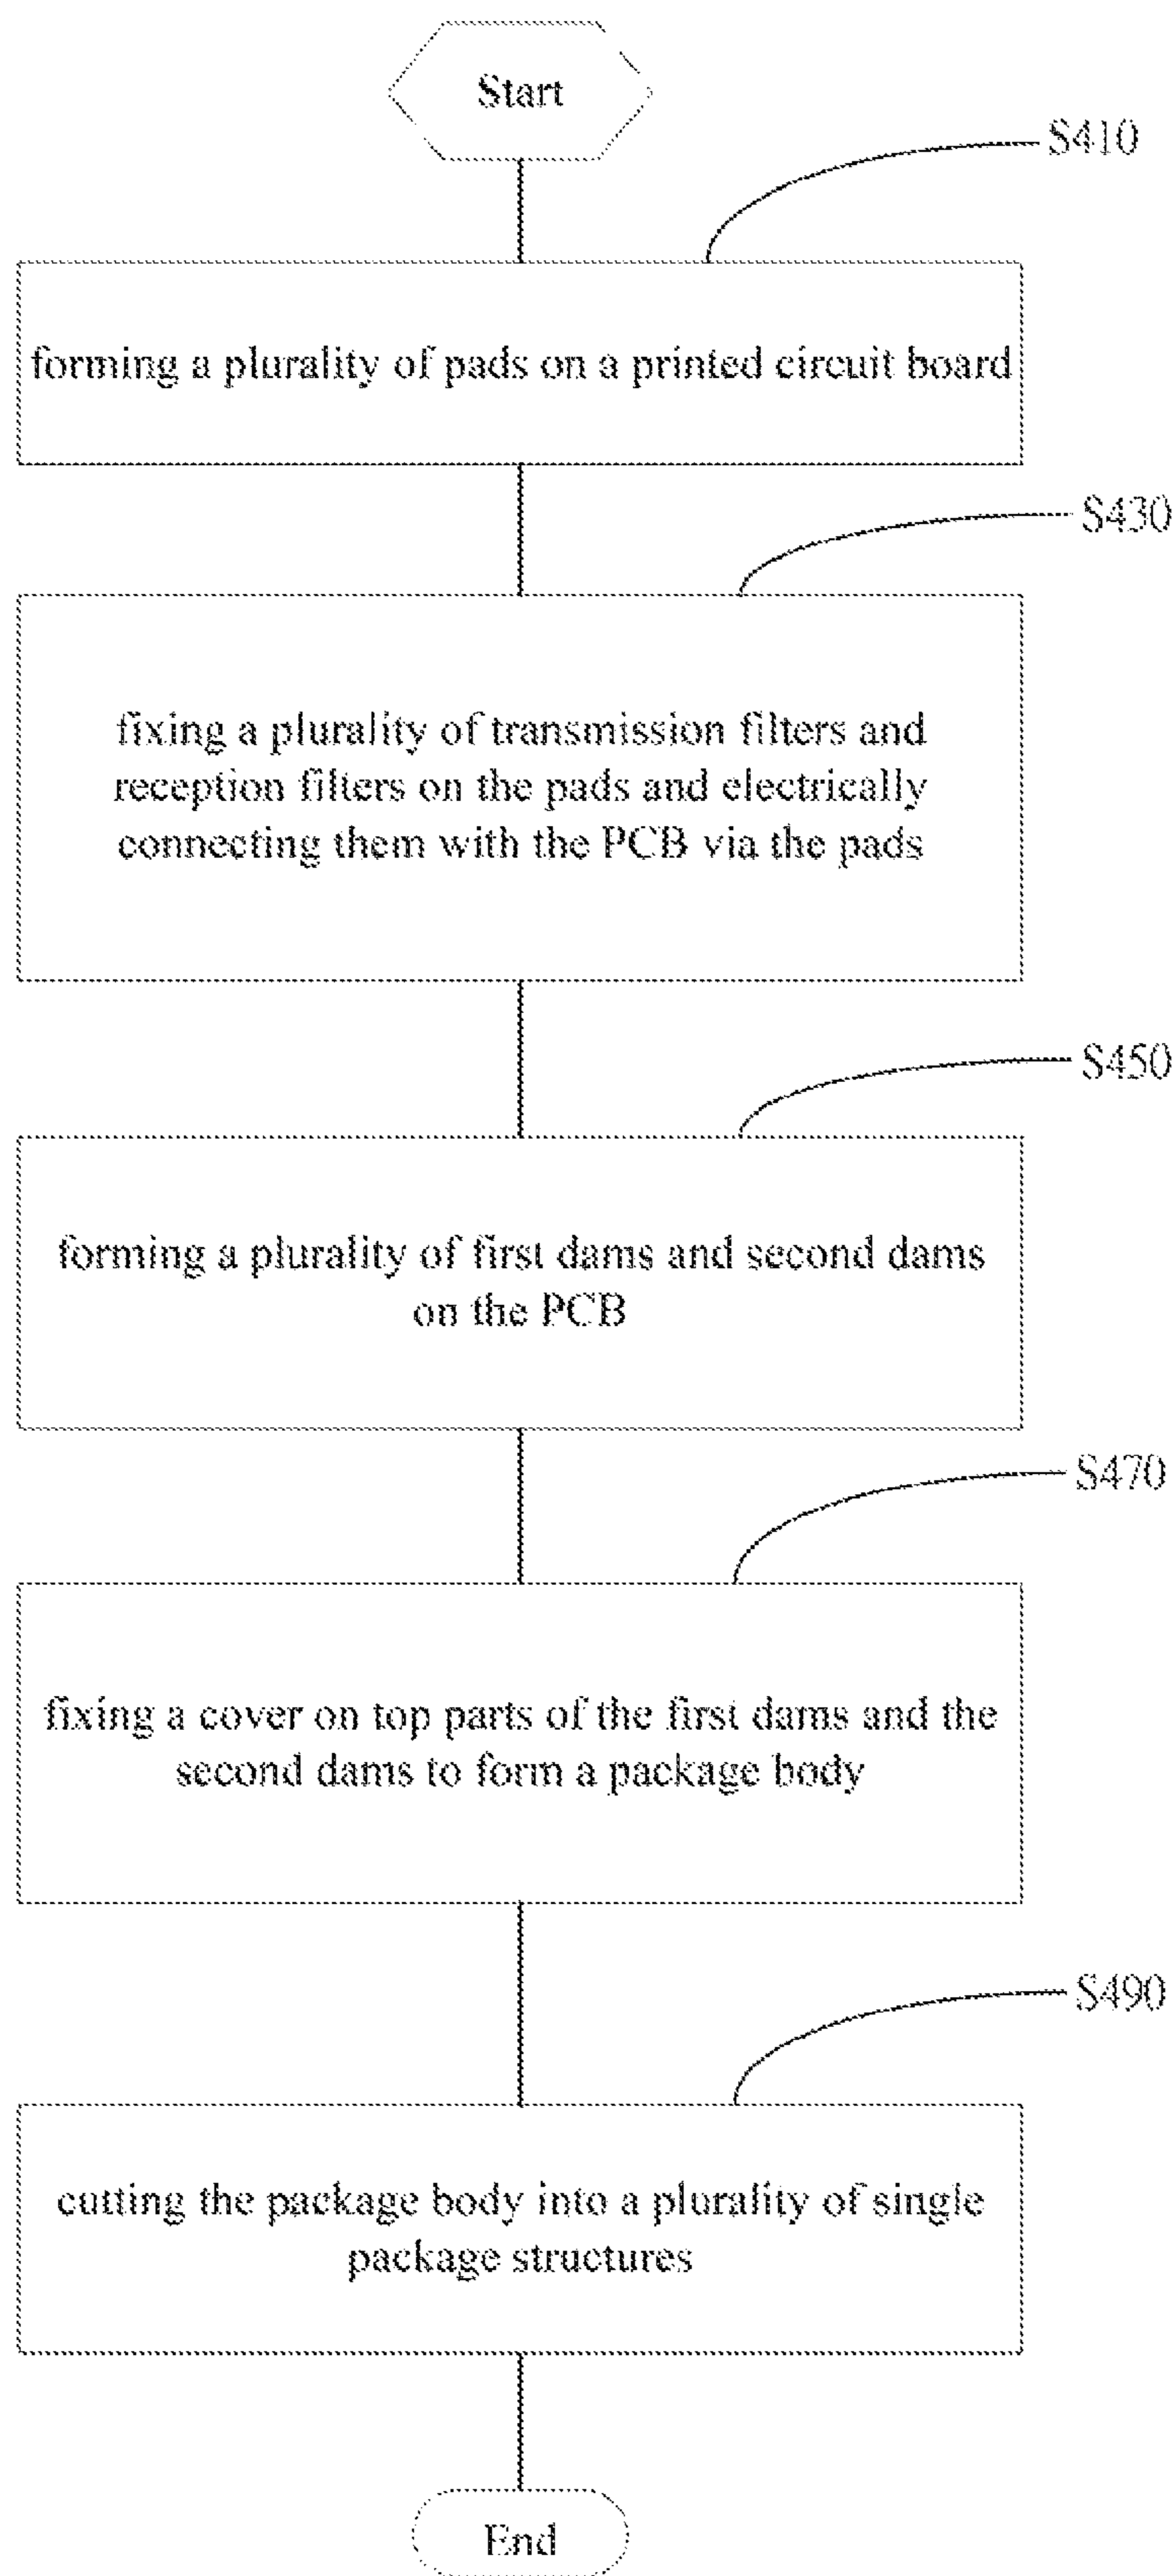 Start
S410
forming a plurality of pads on a printed circuit board
S430
fixing a plurality of transmission filters and
reception filters on the pads and electrically
connecting them with the PCB via the pads
S450
forming a plurality of first dams and second dams
on the PCB
S470
fixing a cover on top parts of the first dams and the
second dams to form a package body
S490
cutting the package body into a plurality of single
package structures
End